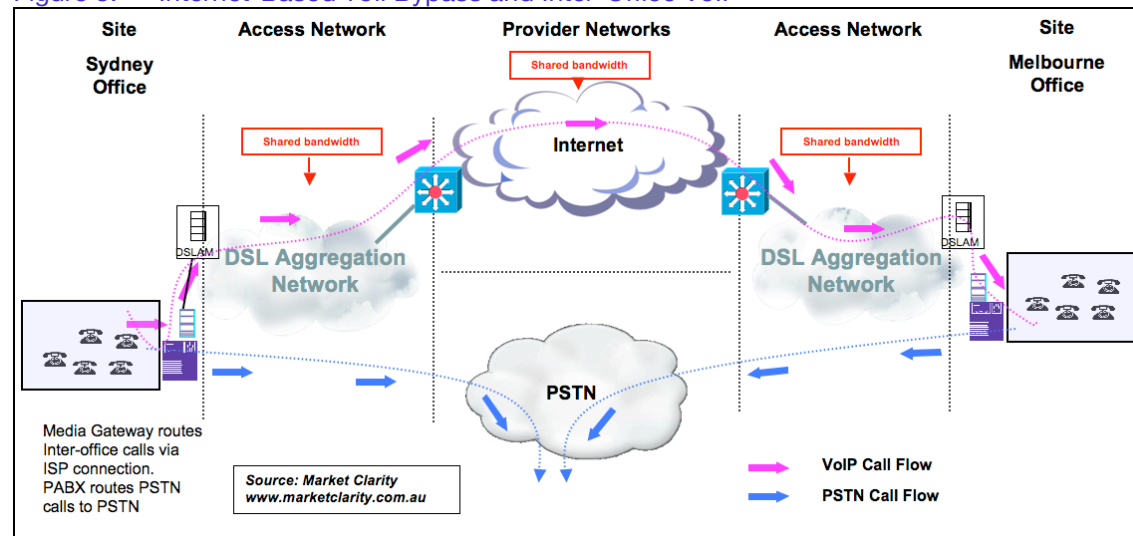 Site
Access Network
Provider Networks
Access Network
Site
Sydney
Office
Melbourne
Office
Shared bandwidth
Shared bandwidth
Internet
Shared bandwidth
DSLAM
DSL Aggregation
Network
DSL Aggregation
Network
DSLAM
PSTN
Media Gateway routes
Inter-office calls via
ISP connection.
PABX routes PSTN
calls to PSTN
Source: Market Clarity
www.marketclarity.com.au
VoIP Call Flow
PSTN Call Flow